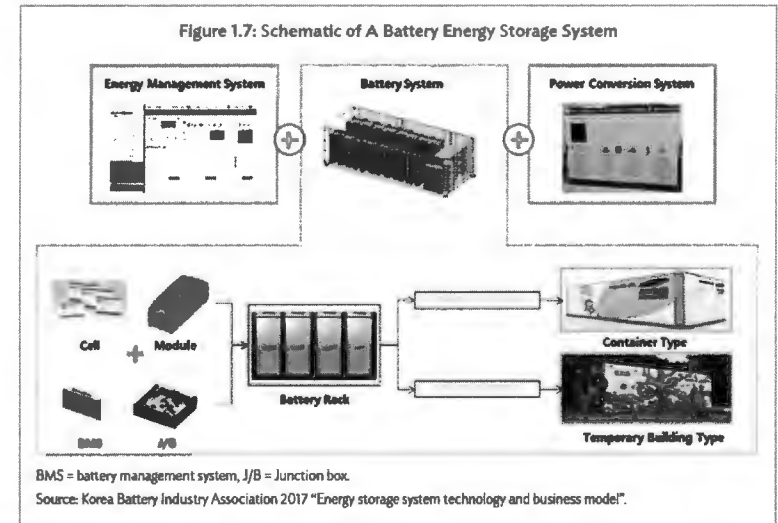 Figure 1.7: Schematic of A Battery Energy Storage System
Energy Management System
Battery System
Power Conversion System
Cell
Module
BMS
J/B
Battery Rack
Container Type
Temporary Building Type
BMS = battery management system, J/B = Junction box.
Source: Korea Battery Industry Association 2017 "Energy storage system technology and business model".